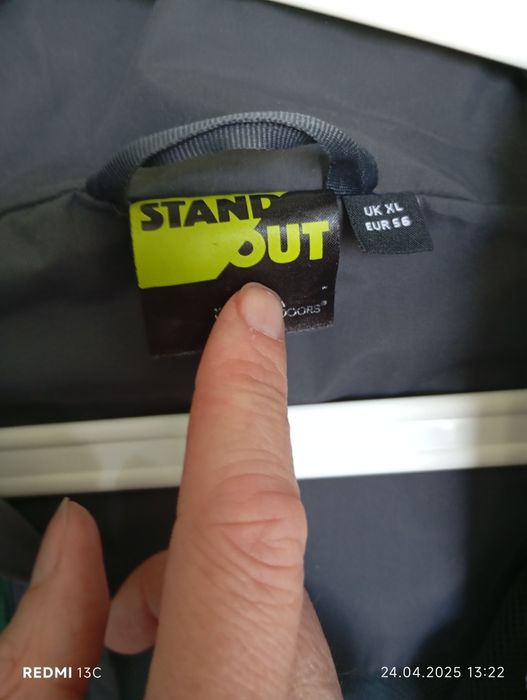 STAND
OUT
UK XL
EUR 56
REDMI 13C
24.04.2025 13:22